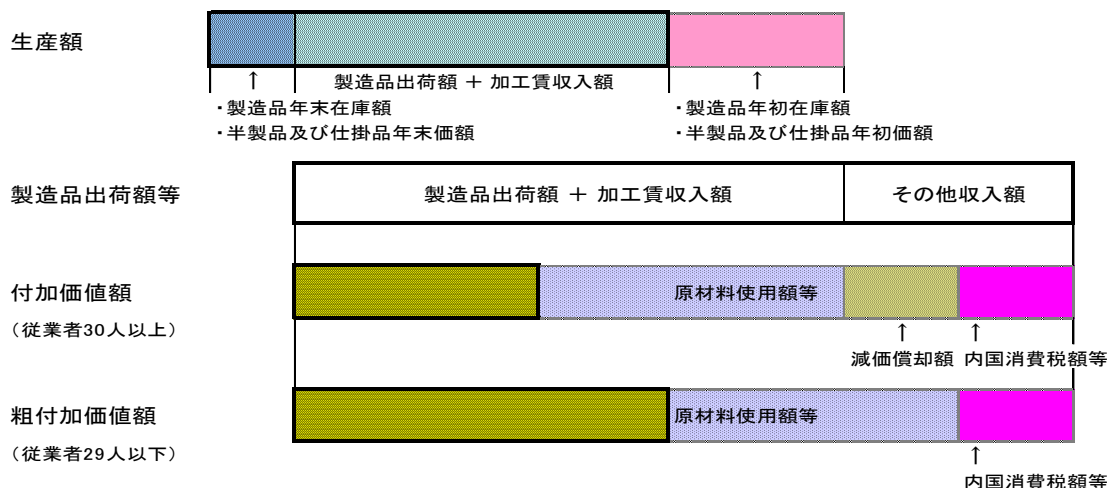 生産額
↑
製造品出荷額 + 加工賃収入額
↑
・製造品年末在庫額
・半製品及び仕掛品年末価額
・製造品年初在庫額
・半製品及び仕掛品年初価額
製造品出荷額等
製造品出荷額 + 加工賃収入額
その他収入額
付加価値額
（従業者30人以上）
原材料使用額等
↑
↑
減価償却額
内国消費税額等
粗付加価値額
（従業者29人以下）
原材料使用額等
↑
内国消費税額等